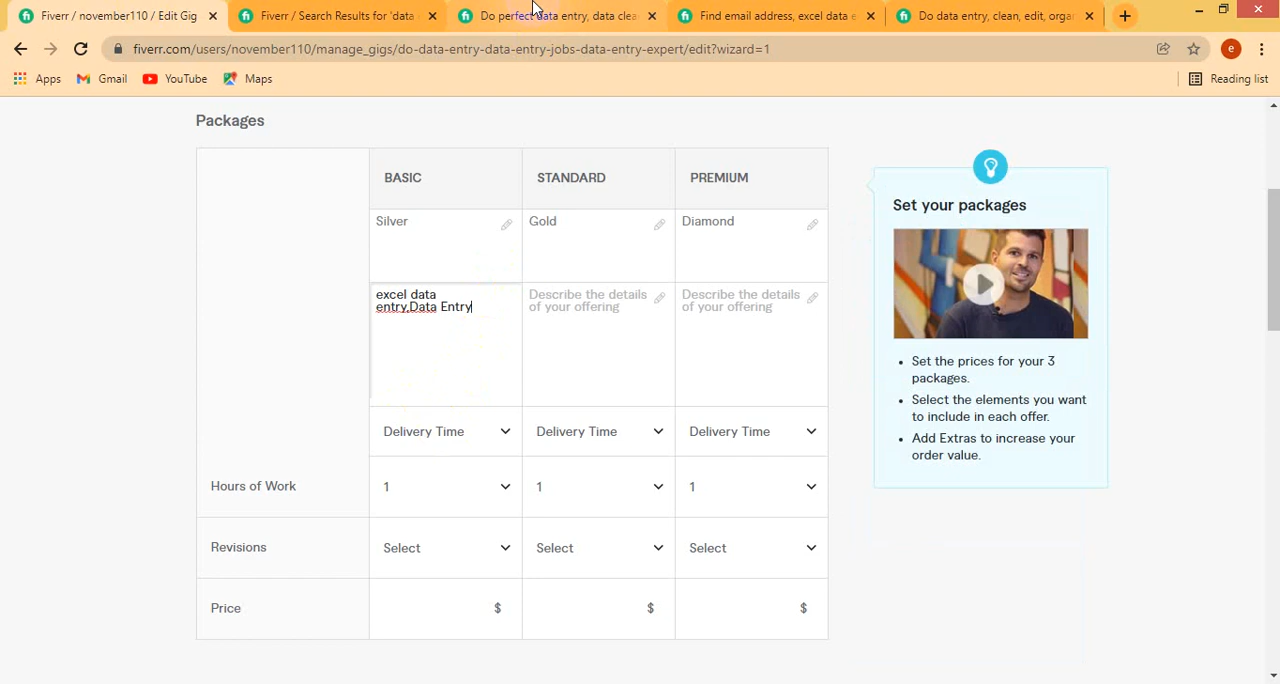 Fiverr / november110 / Edit Gig
Fiverr / Search Results for 'data
Do perfect data entry, data clea
Find email address, excel data e
Do data entry, clean, edit, orga
fiverr.com/users/november110/manage_gigs/do-data-entry-data-entry-jobs-data-entry-expert/edit?wizard=1
e
Apps
Gmail
YouTube
Maps
Reading list
Packages
BASIC
STANDARD
PREMIUM
Silver
Gold
Diamond
excel data
entry,Data Entry
Describe the details
of your offering
Describe the details
of your offering
Delivery Time
Delivery Time
Delivery Time
Hours of Work
1
1
1
Revisions
Select
Select
Select
Price
$
$
$
Set your packages
Set the prices for your 3
packages.
Select the elements you want
to include in each offer.
Add Extras to increase your
order value.